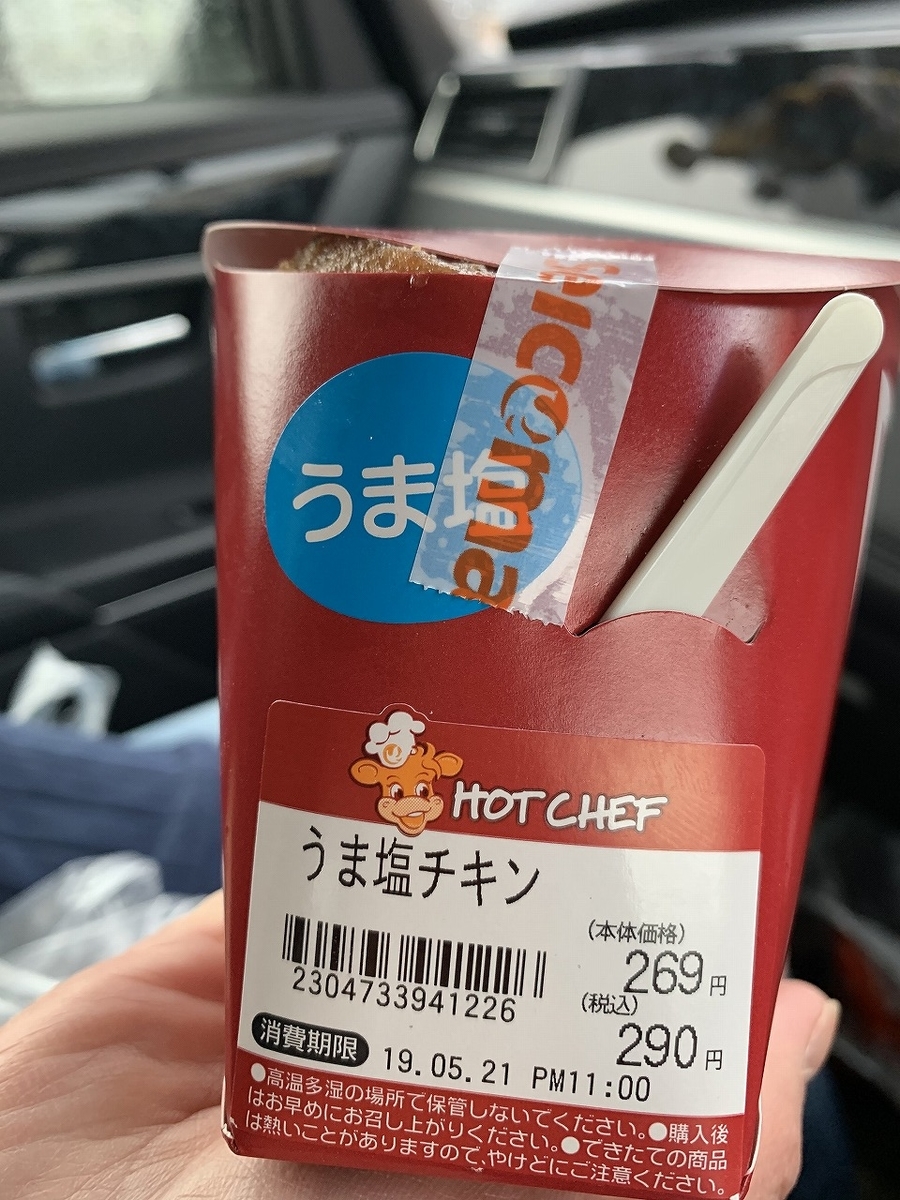 seicoma
うま塩
HOT CHEF
うま塩チキン
2304733941226
(本体価格)
269円
(税込)
290円
消費期限 19.05.21 PM11:00
●高温多湿の場所で保管しないでください。●購入後
はお早めにお召し上がりください。●できたての商品
は熱いことがありますので、やけどにご注意ください。